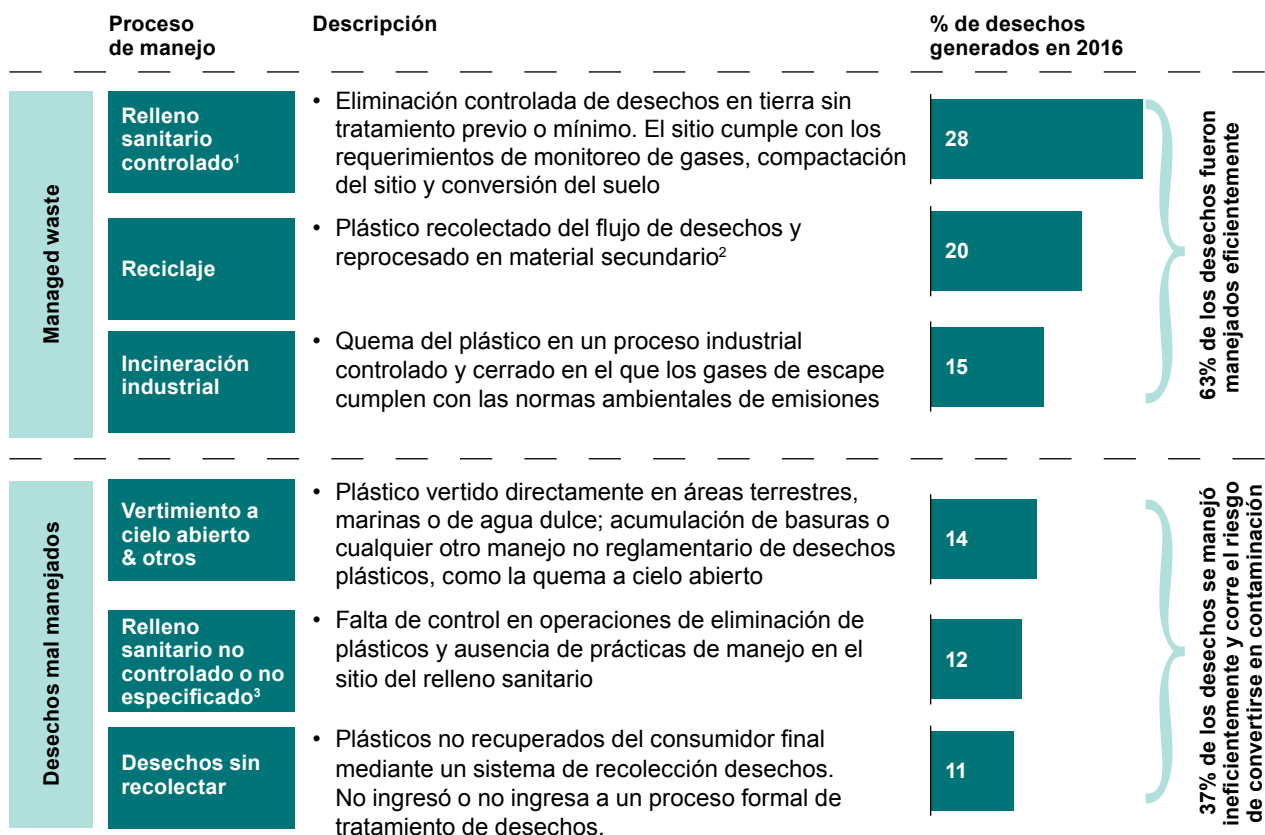 Proceso
de manejo
Descripción
% de desechos
generados en 2016
Managed waste
Relleno
sanitario
controlado¹
• Eliminación controlada de desechos en tierra sin
tratamiento previo o mínimo. El sitio cumple con los
requerimientos de monitoreo de gases, compactación
del sitio y conversión del suelo
28
Reciclaje
• Plástico recolectado del flujo de desechos y
reprocesado en material secundario²
20
Incineración
industrial
• Quema del plástico en un proceso industrial
controlado y cerrado en el que los gases de escape
cumplen con las normas ambientales de emisiones
15
63% de los desechos fueron
manejados eficientemente
Desechos mal manejados
Vertimiento a
cielo abierto
& otros
• Plástico vertido directamente en áreas terrestres,
marinas o de agua dulce; acumulación de basuras o
cualquier otro manejo no reglamentario de desechos
plásticos, como la quema a cielo abierto
14
Relleno
sanitario no
controlado o no
especificado³
• Falta de control en operaciones de eliminación de
plásticos y ausencia de prácticas de manejo en el
sitio del relleno sanitario
12
Desechos sin
recolectar
• Plásticos no recuperados del consumidor final
mediante un sistema de recolección desechos.
No ingresó o no ingresa a un proceso formal de
tratamiento de desechos.
11
37% de los desechos se manejó
ineficientemente y corre el riesgo
de convertirse en contaminación